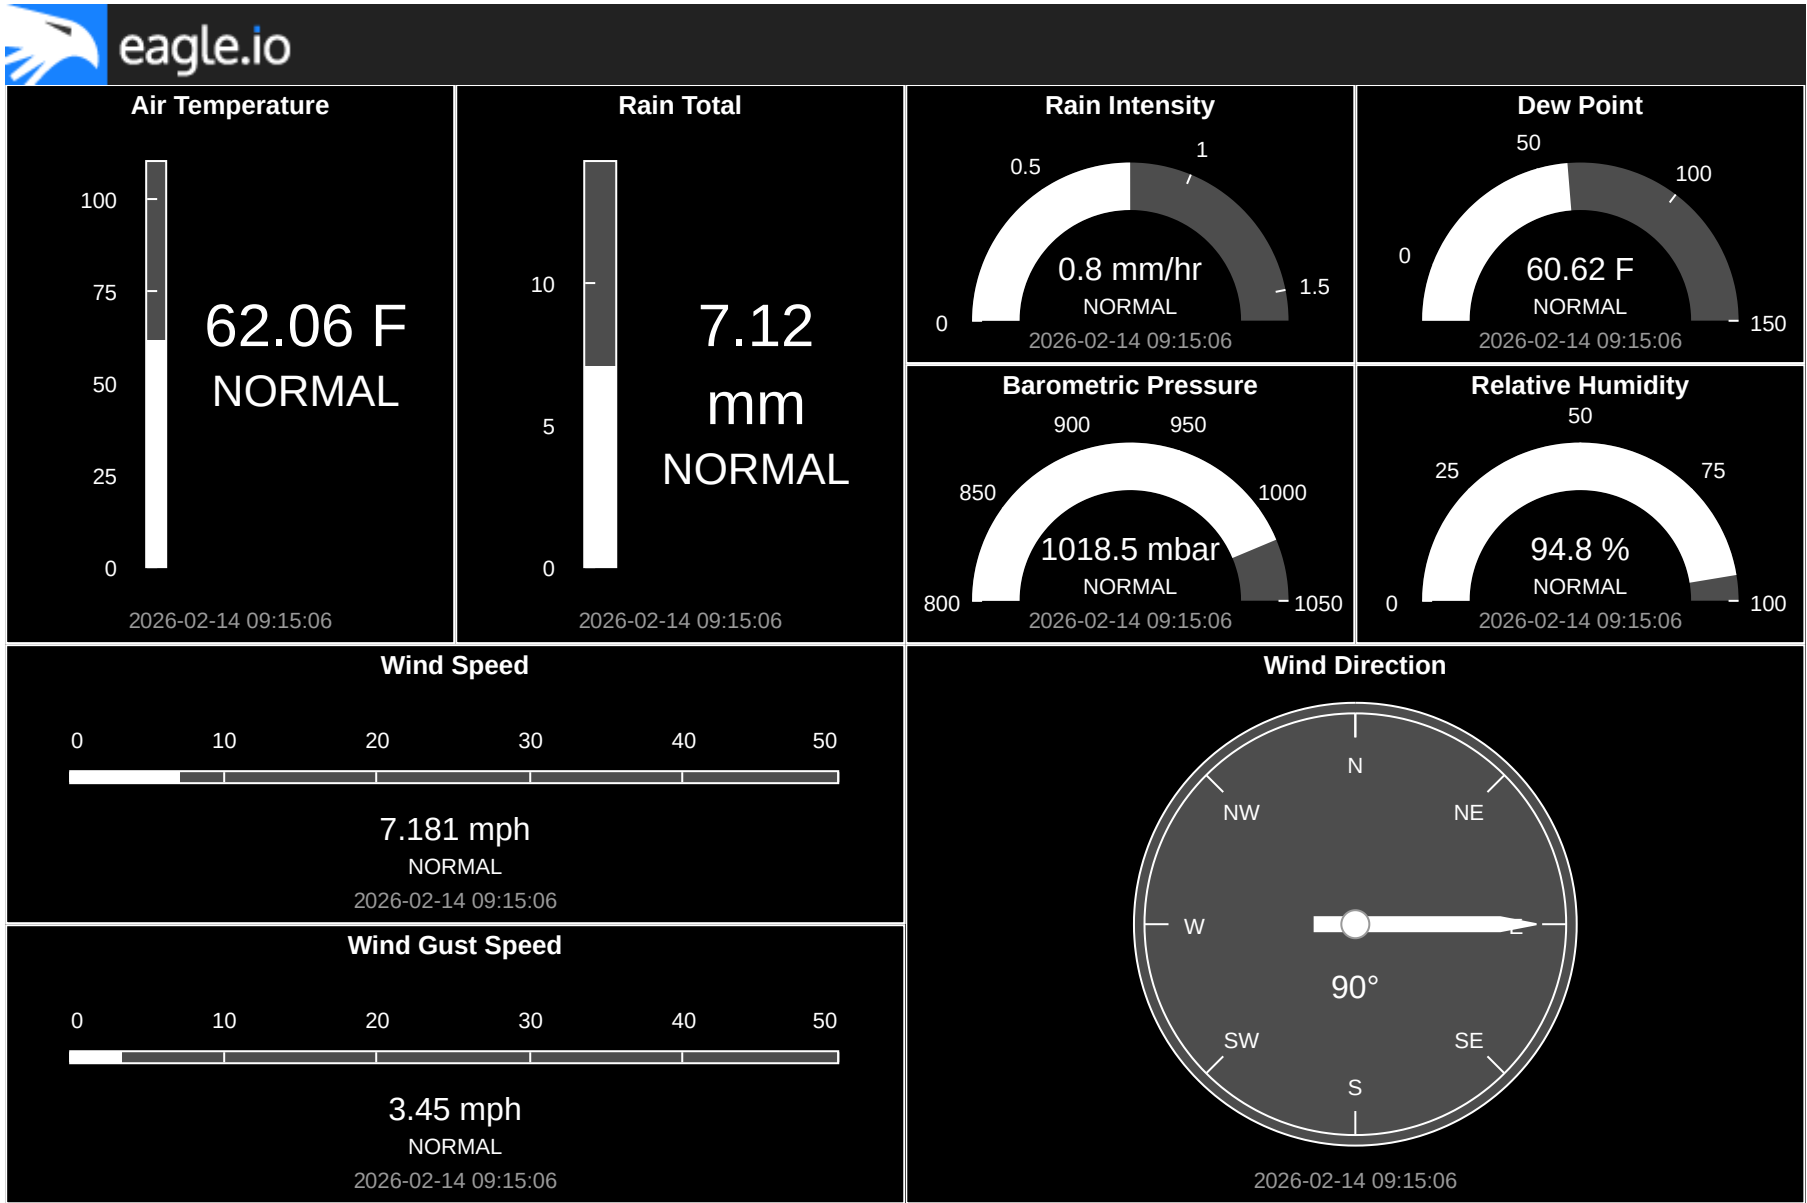 eagle.io
Air Temperature
100
75
50
25
0
62.06 F
NORMAL
2026-02-14 09:15:06
Rain Total
10
5
0
7.12
mm
NORMAL
2026-02-14 09:15:06
Rain Intensity
0
0.5
1
1.5
0.8 mm/hr
NORMAL
2026-02-14 09:15:06
Dew Point
0
50
100
150
60.62 F
NORMAL
2026-02-14 09:15:06
Barometric Pressure
800
850
900
950
1000
1050
1018.5 mbar
NORMAL
2026-02-14 09:15:06
Relative Humidity
0
25
50
75
100
94.8 %
NORMAL
2026-02-14 09:15:06
Wind Speed
0 10 20 30 40 50
7.181 mph
NORMAL
2026-02-14 09:15:06
Wind Gust Speed
0 10 20 30 40 50
3.45 mph
NORMAL
2026-02-14 09:15:06
Wind Direction
N
NW NE
W E
90°
SW SE
S
2026-02-14 09:15:06